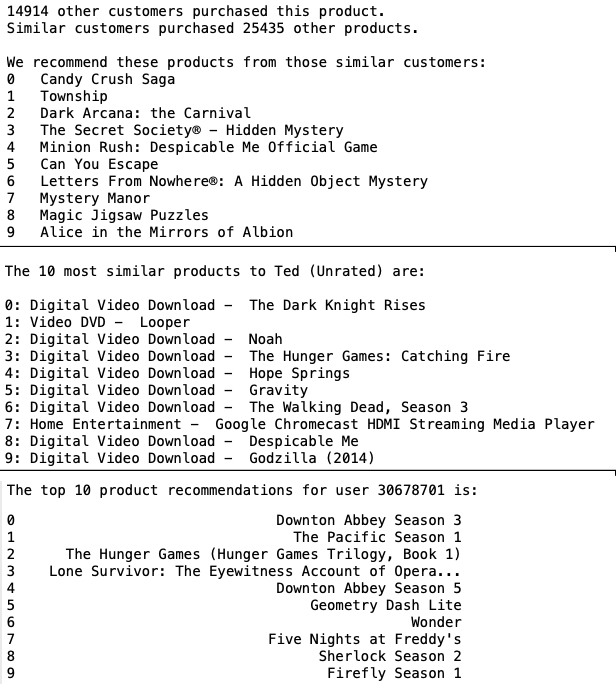 14914 other customers purchased this product.
Similar customers purchased 25435 other products.
We recommend these products from those similar customers:
0 Candy Crush Saga
1 Township
2 Dark Arcana: the Carnival
3 The Secret Society® – Hidden Mystery
4 Minion Rush: Despicable Me Official Game
5 Can You Escape
6 Letters From Nowhere®: A Hidden Object Mystery
7 Mystery Manor
8 Magic Jigsaw Puzzles
9 Alice in the Mirrors of Albion
The 10 most similar products to Ted (Unrated) are:
0: Digital Video Download – The Dark Knight Rises
1: Video DVD – Looper
2: Digital Video Download – Noah
3: Digital Video Download – The Hunger Games: Catching Fire
4: Digital Video Download – Hope Springs
5: Digital Video Download – Gravity
6: Digital Video Download – The Walking Dead, Season 3
7: Home Entertainment – Google Chromecast HDMI Streaming Media Player
8: Digital Video Download – Despicable Me
9: Digital Video Download – Godzilla (2014)
The top 10 product recommendations for user 30678701 is:
0 Downton Abbey Season 3
1 The Pacific Season 1
2 The Hunger Games (Hunger Games Trilogy, Book 1)
3 Lone Survivor: The Eyewitness Account of Opera...
4 Downton Abbey Season 5
5 Geometry Dash Lite
6 Wonder
7 Five Nights at Freddy's
8 Sherlock Season 2
9 Firefly Season 1